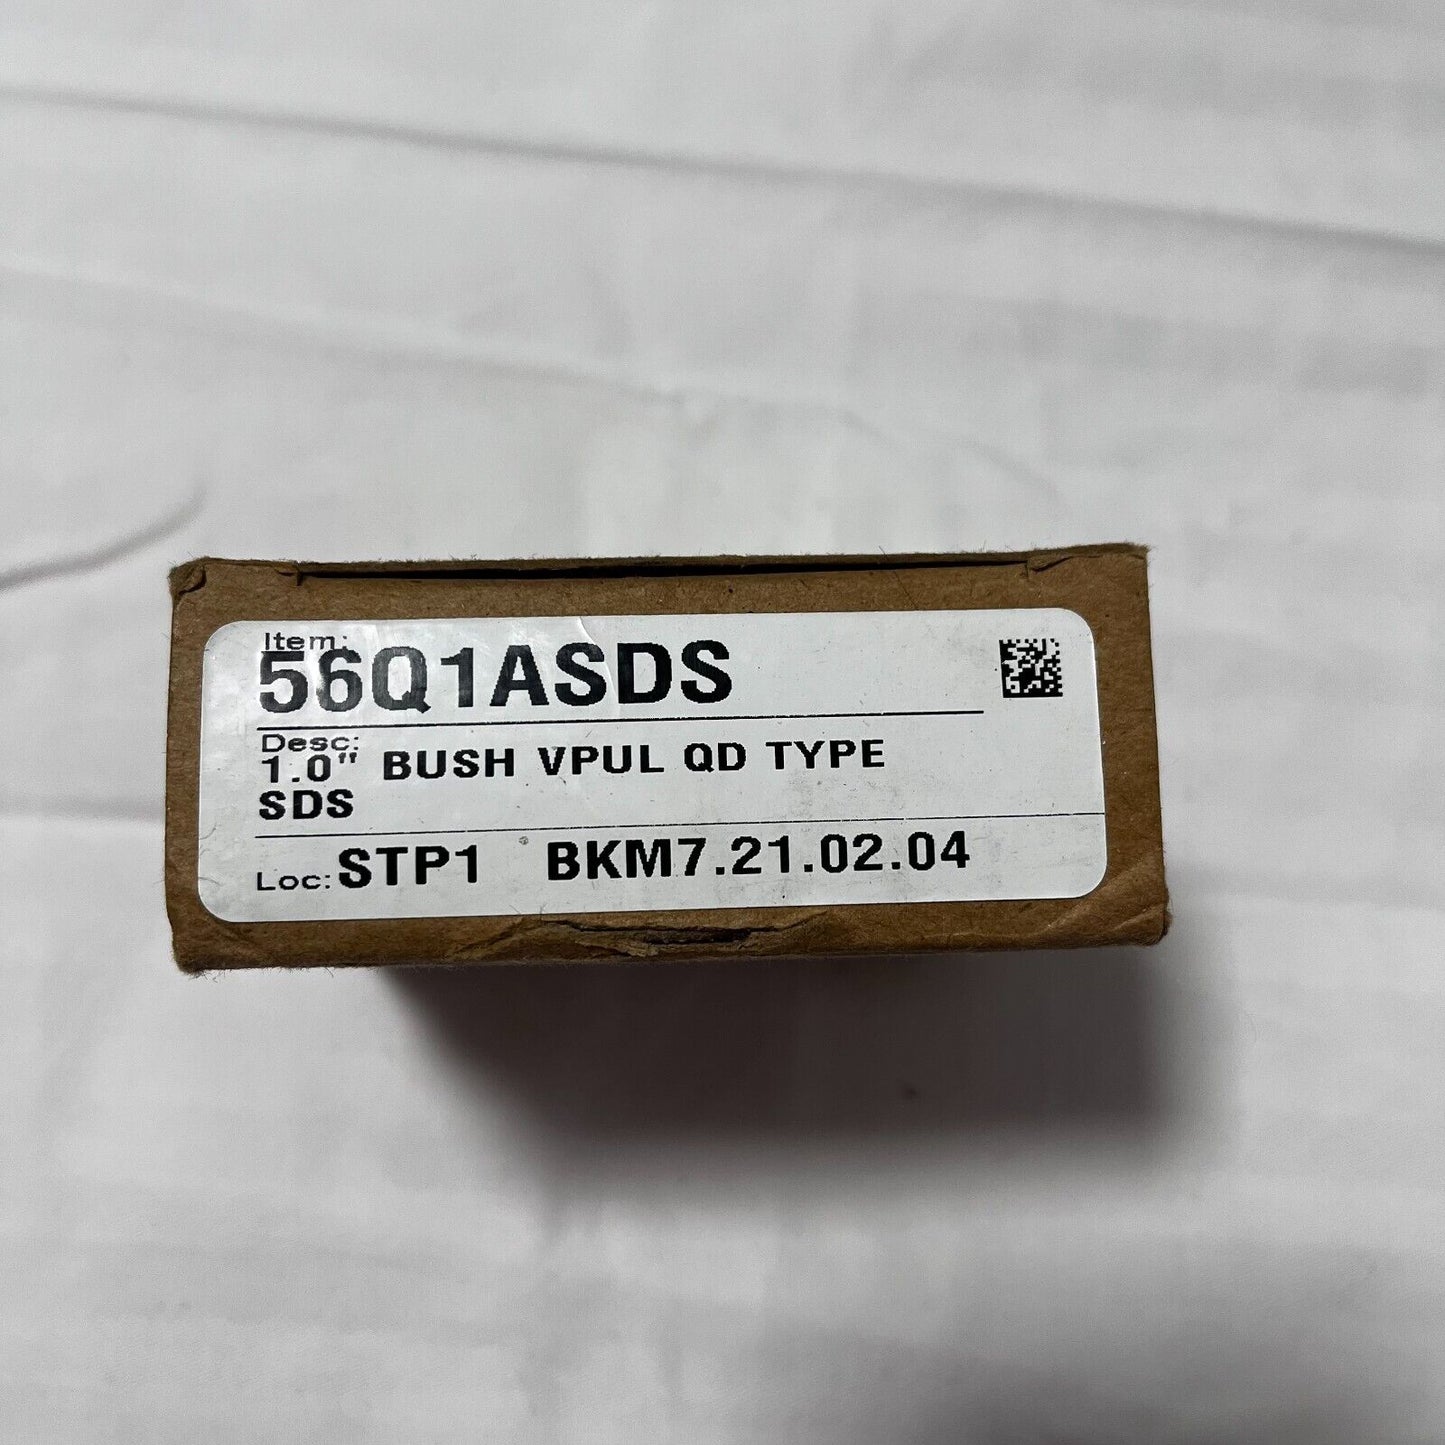 Item:
56Q1ASDS
Desc:
1.0" BUSH VPUL QD TYPE
SDS
Loc: STP1 BKM7.21.02.04